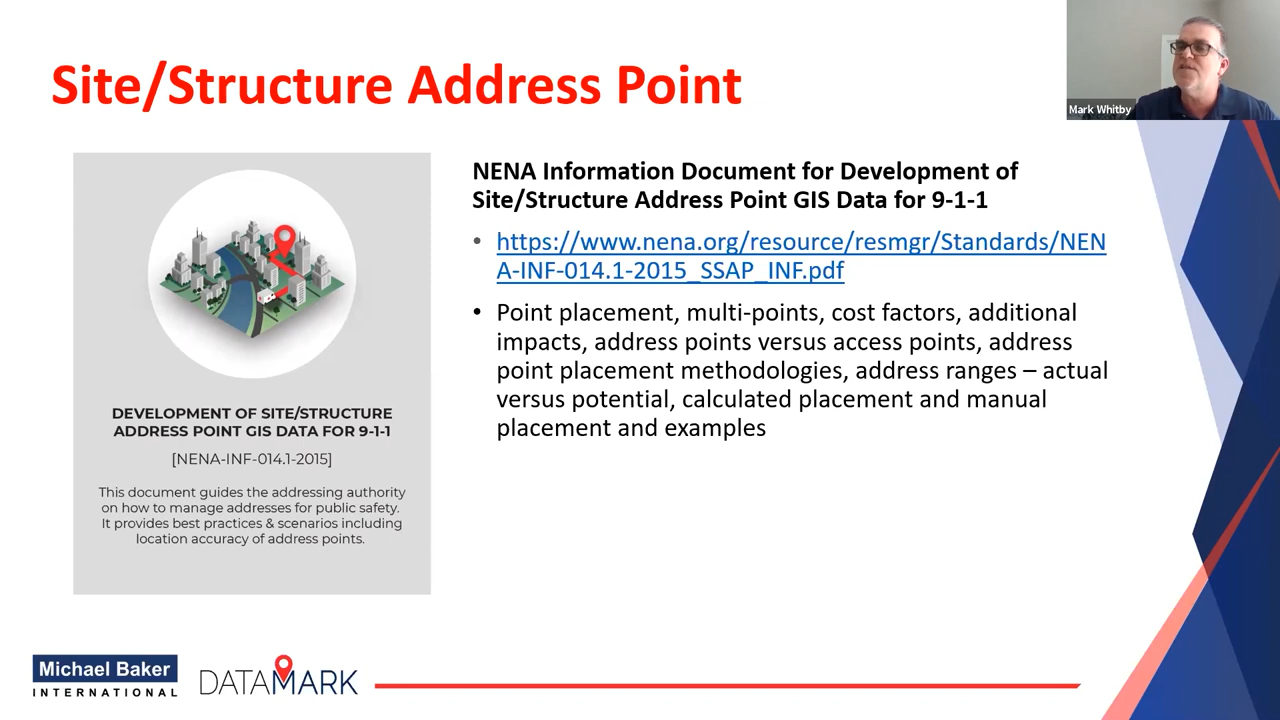 Site/Structure Address Point
Mark Whitby
DEVELOPMENT OF SITE/STRUCTURE
ADDRESS POINT GIS DATA FOR 9-1-1
[NENA-INF-014.1-2015]
This document guides the addressing authority
on how to manage addresses for public safety.
It provides best practices & scenarios including
location accuracy of address points.
NENA Information Document for Development of
Site/Structure Address Point GIS Data for 9-1-1
• https://www.nena.org/resource/resmgr/Standards/NEN
A-INF-014.1-2015_SSAP_INF.pdf
• Point placement, multi-points, cost factors, additional
impacts, address points versus access points, address
point placement methodologies, address ranges – actual
versus potential, calculated placement and manual
placement and examples
Michael Baker
INTERNATIONAL
DATAMARK